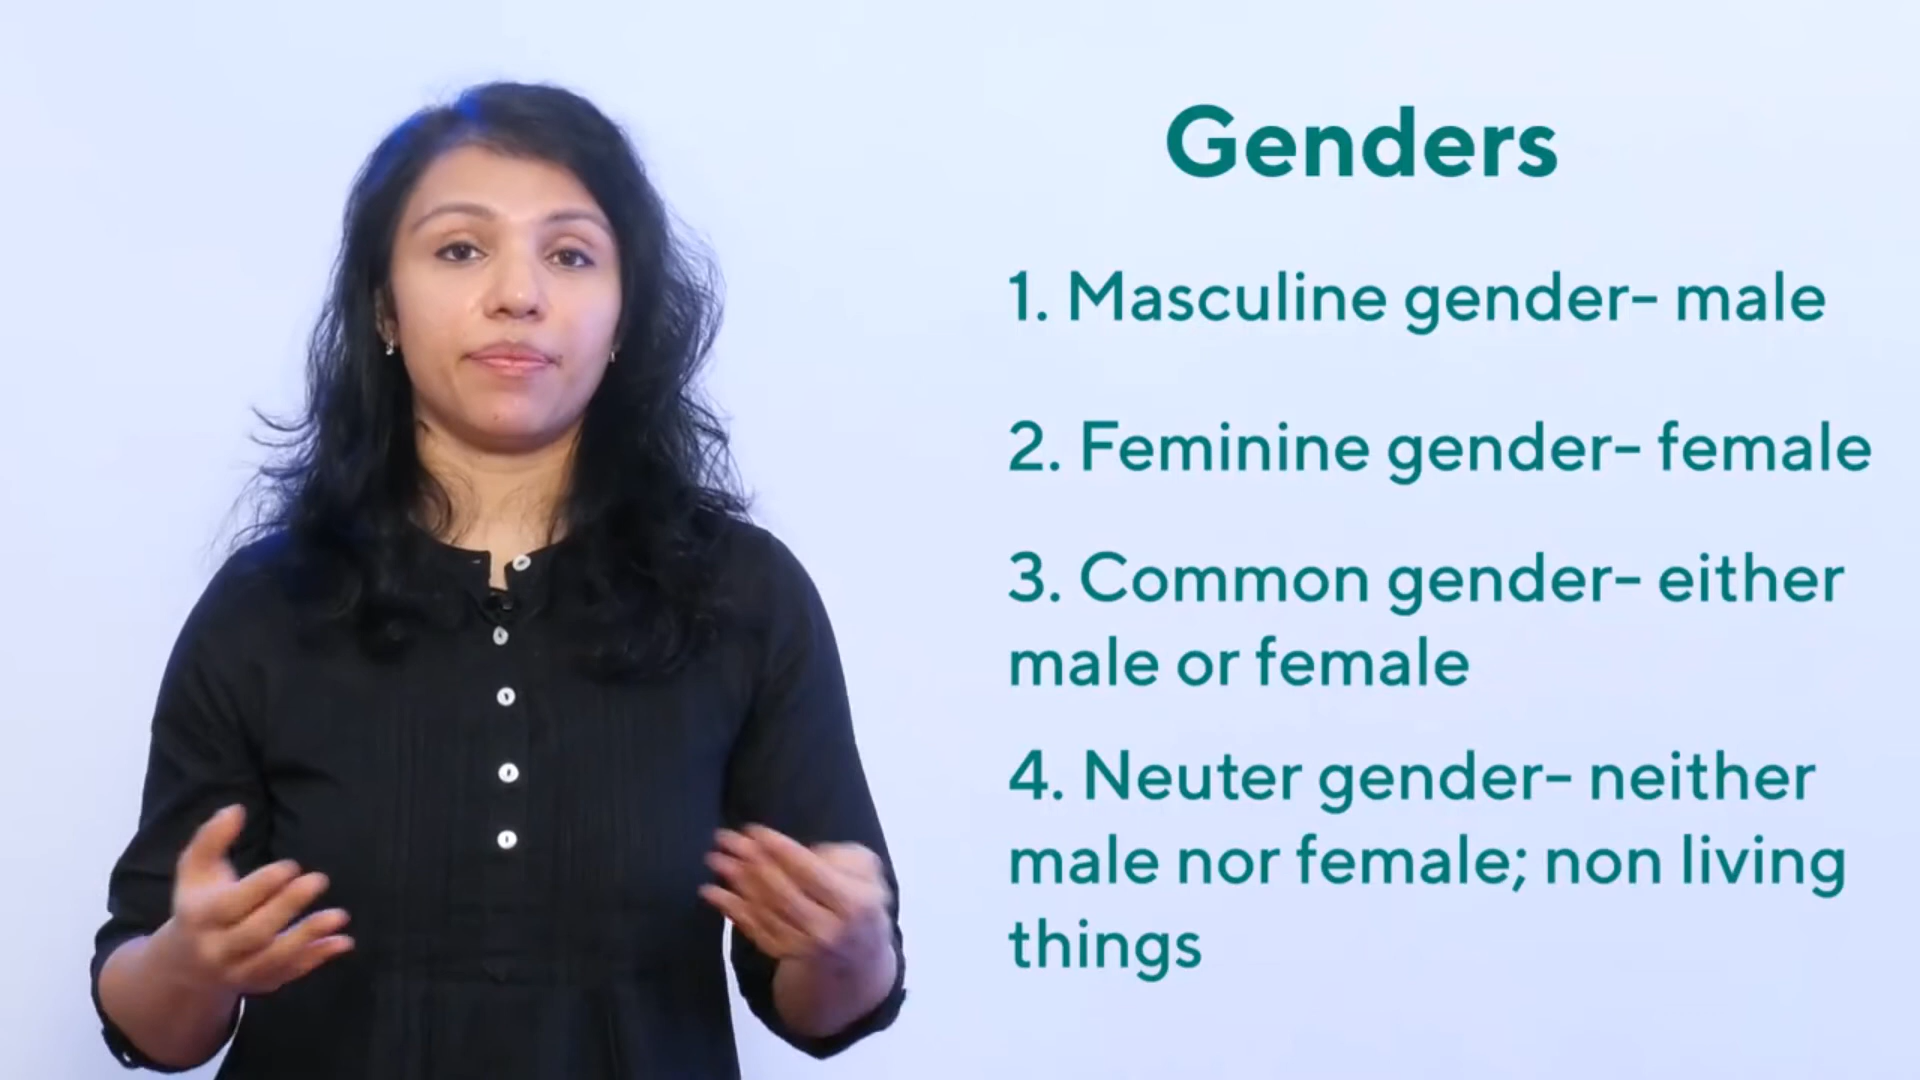 Genders
1. Masculine gender- male
2. Feminine gender- female
3. Common gender- either
male or female
4. Neuter gender- neither
male nor female; non living
things